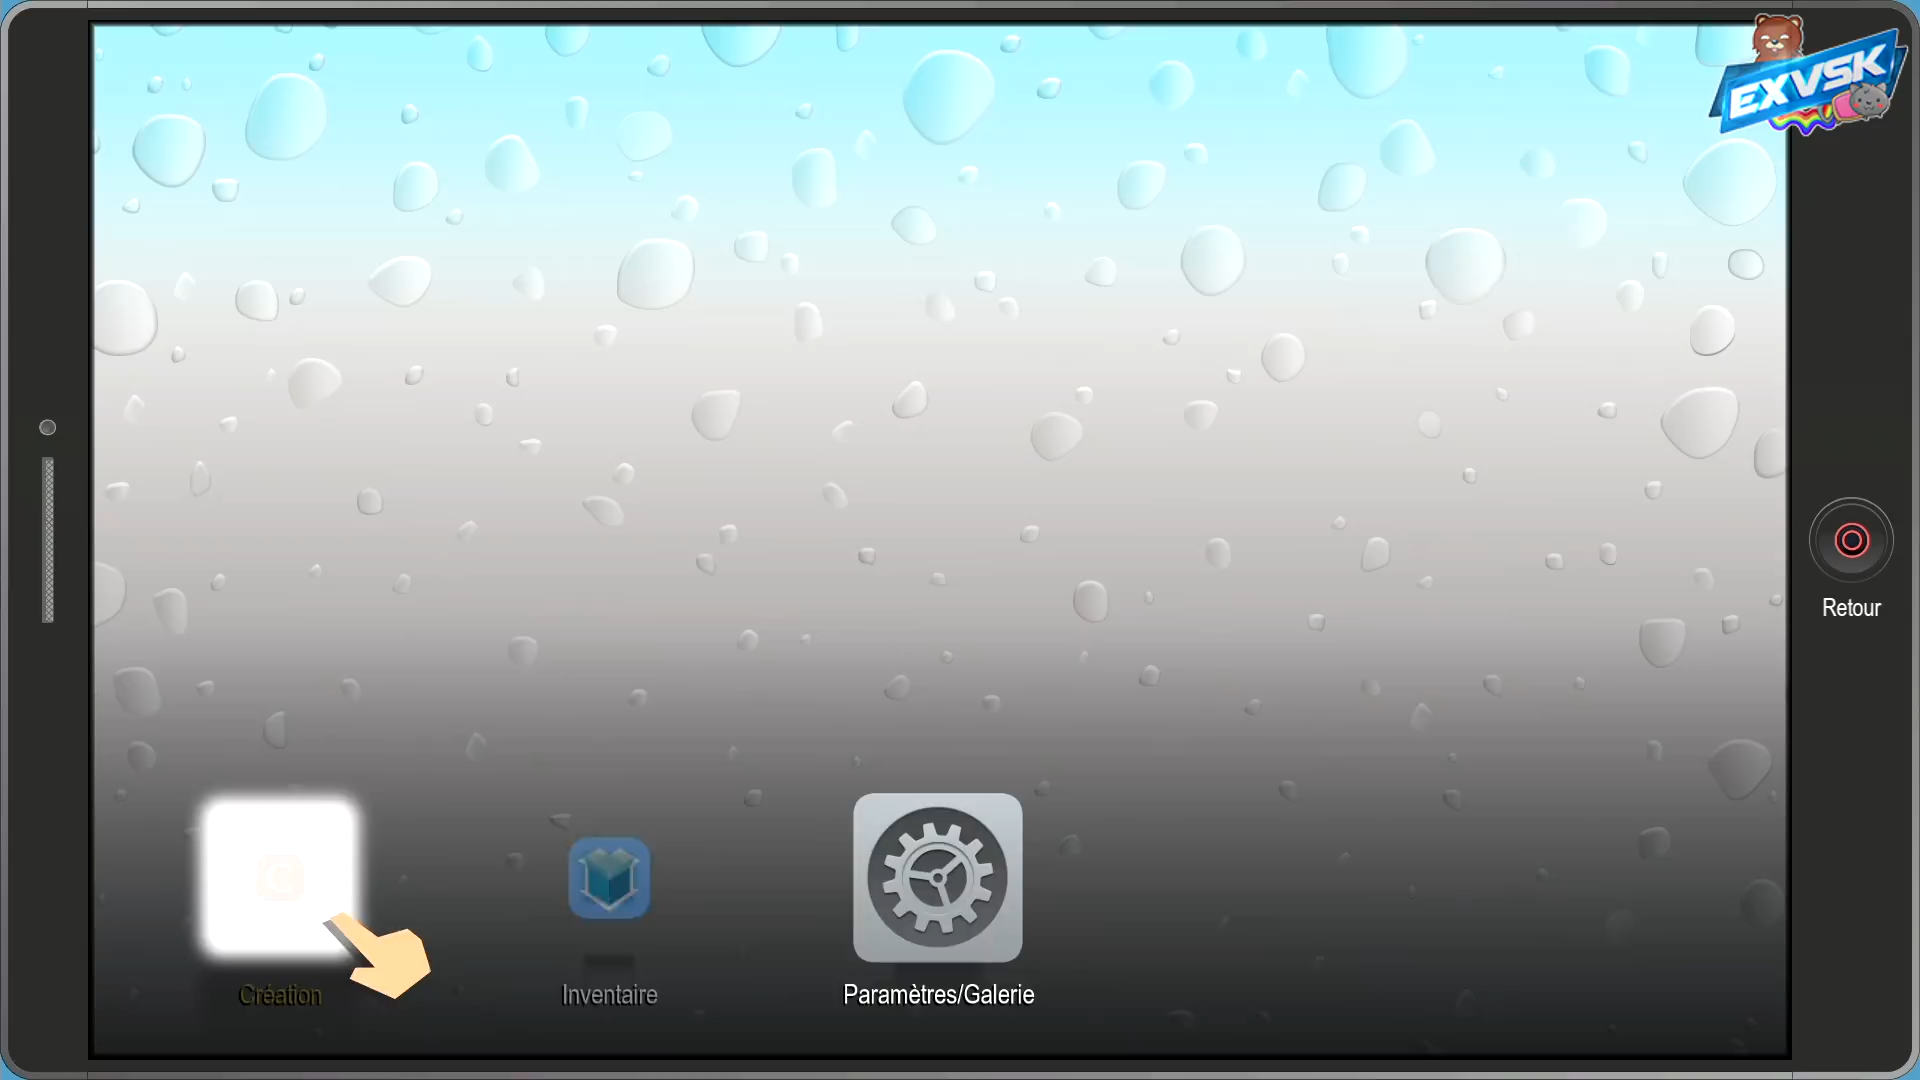 EXVSK
Retour
Création
Inventaire
Paramètres/Galerie